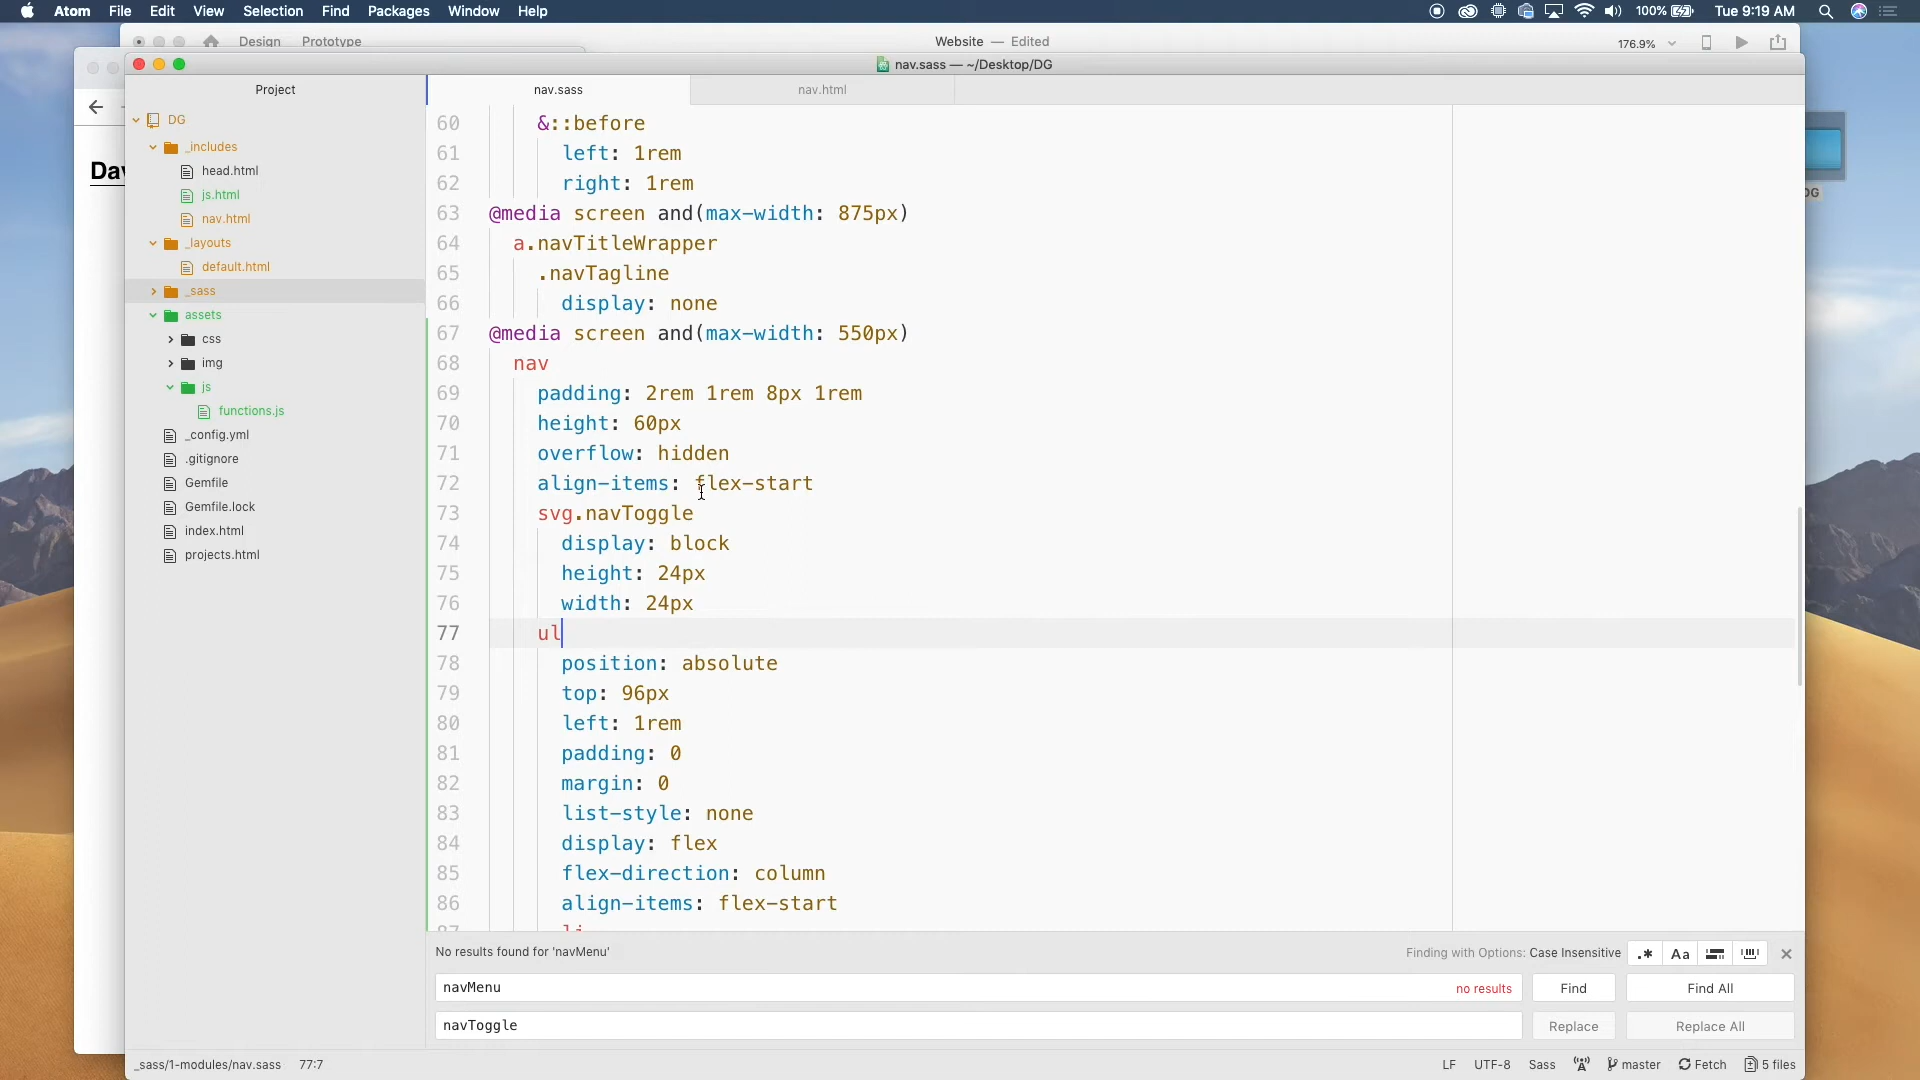 Atom File Edit View Selection Find Packages Window Help 100% Tue 9:19 AM
Design Prototype Website — Edited 176.9%
nav.sass — ~/Desktop/DG
Project nav.sass nav.html
DG
_includes
head.html
js.html
nav.html
_layouts
default.html
_sass
assets
css
img
js
functions.js
_config.yml
.gitignore
Gemfile
Gemfile.lock
index.html
projects.html
60 &::before
61 left: 1rem
62 right: 1rem
63 @media screen and(max-width: 875px)
64 a.navTitleWrapper
65 .navTagline
66 display: none
67 @media screen and(max-width: 550px)
68 nav
69 padding: 2rem 1rem 8px 1rem
70 height: 60px
71 overflow: hidden
72 align-items: flex-start
73 svg.navToggle
74 display: block
75 height: 24px
76 width: 24px
77 ul
78 position: absolute
79 top: 96px
80 left: 1rem
81 padding: 0
82 margin: 0
83 list-style: none
84 display: flex
85 flex-direction: column
86 align-items: flex-start
87 li
No results found for 'navMenu' Finding with Options: Case Insensitive .* Aa
navMenu no results Find Find All
navToggle Replace Replace All
_sass/1-modules/nav.sass 77:7 LF UTF-8 Sass master Fetch 5 files
DG